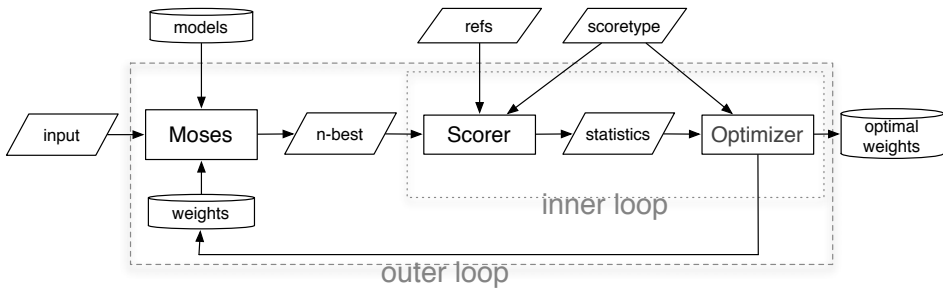 models
refs
scoretype
input
Moses
n-best
Scorer
statistics
Optimizer
optimal
weights
weights
inner loop
outer loop